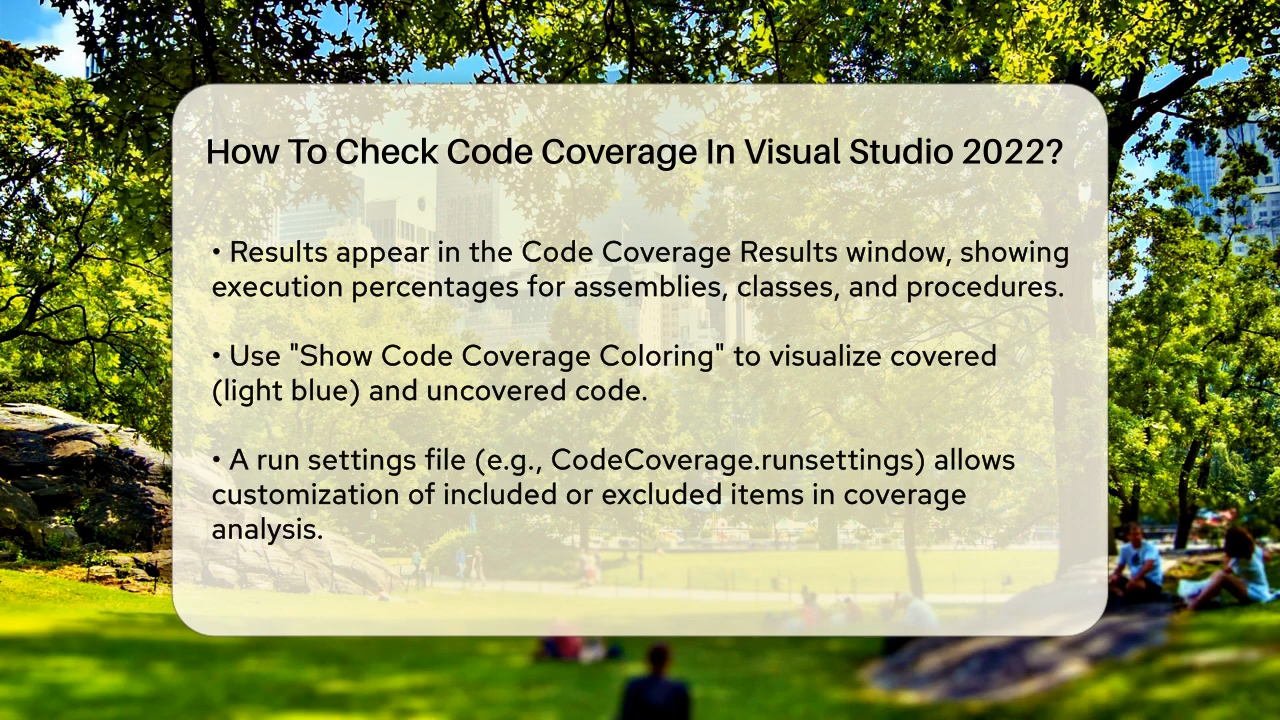 How To Check Code Coverage In Visual Studio 2022?
• Results appear in the Code Coverage Results window, showing
execution percentages for assemblies, classes, and procedures.
• Use "Show Code Coverage Coloring" to visualize covered
(light blue) and uncovered code.
• A run settings file (e.g., CodeCoverage.runsettings) allows
customization of included or excluded items in coverage
analysis.